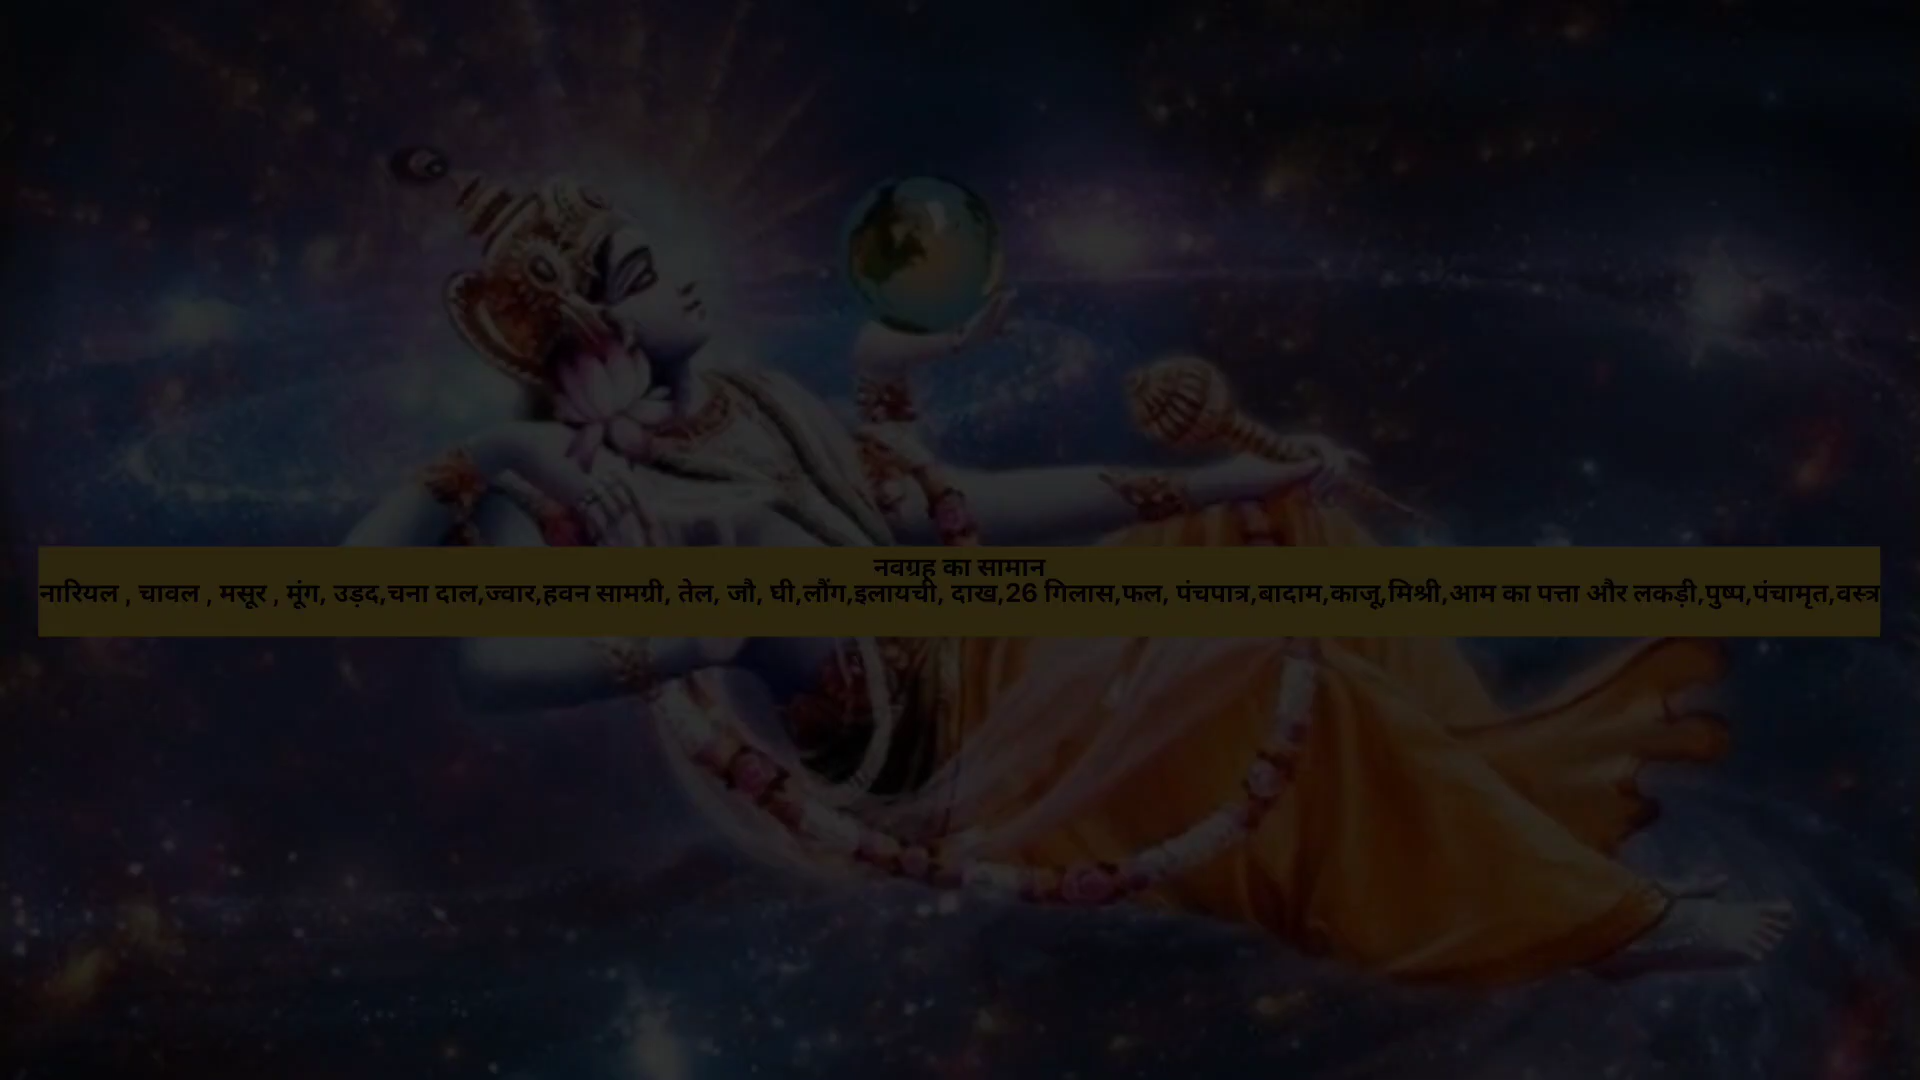 नवग्रह का सामान
नारियल , चावल , मसूर , मूंग, उड़द,चना दाल,ज्वार,हवन सामग्री, तेल, जौ, घी,लौंग,इलायची, दाख,26 गिलास,फल, पंचपात्र,बादाम,काजू,मिश्री,आम का पत्ता और लकड़ी,पुष्प,पंचामृत,वस्त्र